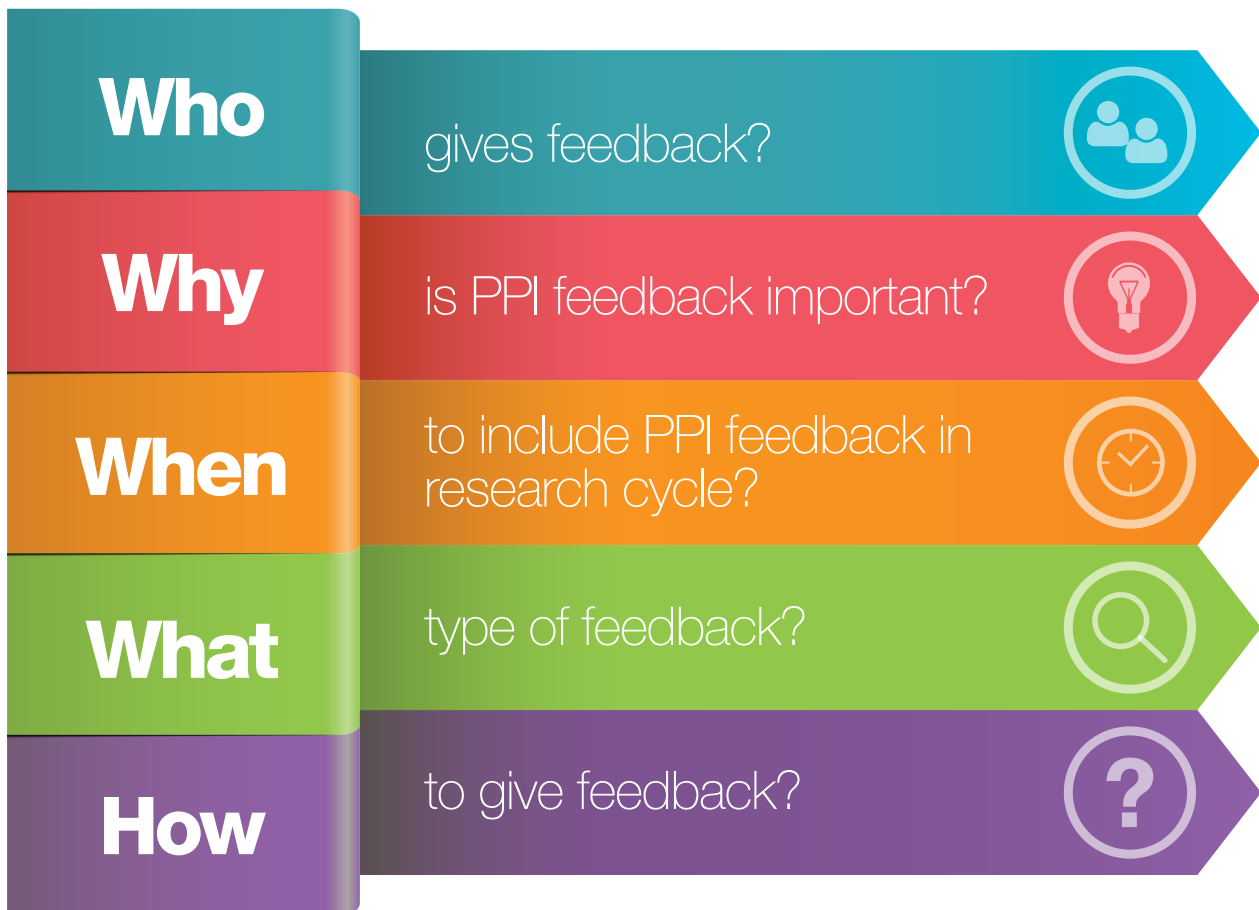 Who
gives feedback?
Why
is PPI feedback important?
When
to include PPI feedback in
research cycle?
What
type of feedback?
How
to give feedback?
?